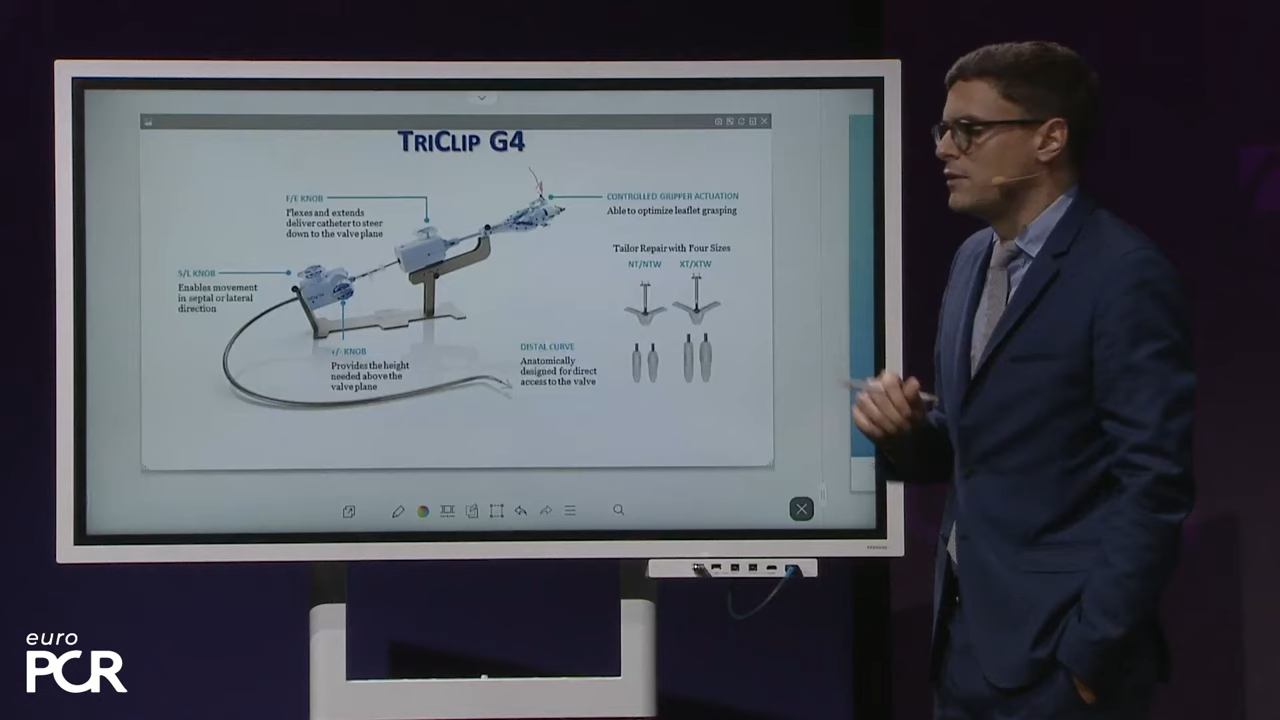 TRICLIP G4
F/E KNOB
Flexes and extends
deliver catheter to steer
down to the valve plane
CONTROLLED GRIPPER ACTUATION
Able to optimize leaflet grasping
Tailor Repair with Four Sizes
NT/NTW XT/XTW
S/L KNOB
Enables movement
in septal or lateral
direction
+/- KNOB
Provides the height
needed above the
valve plane
DISTAL CURVE
Anatomically
designed for direct
access to the valve
euro
PCR